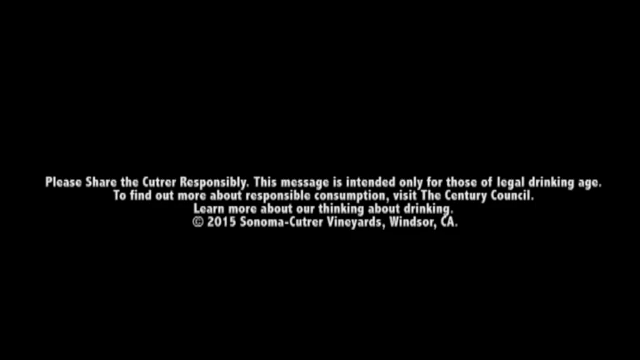 Please Share the Cutrer Responsibly. This message is intended only for those of legal drinking age.
To find out more about responsible consumption, visit The Century Council.
Learn more about our thinking about drinking.
© 2015 Sonoma-Cutrer Vineyards, Windsor, CA.